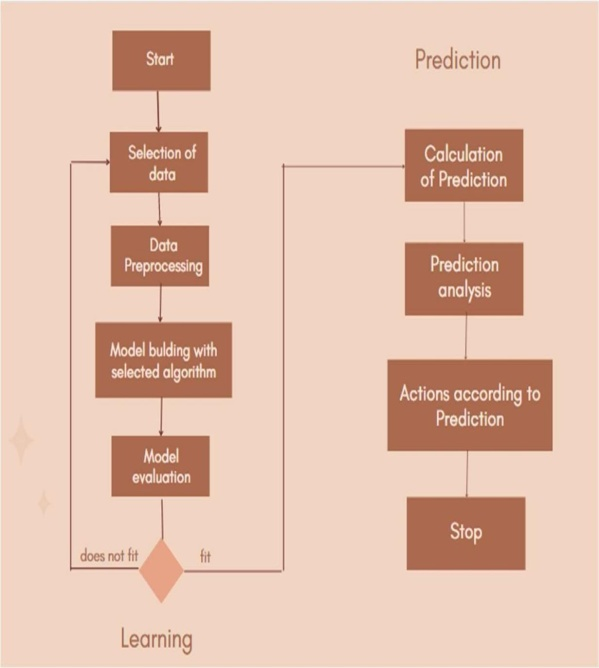 Start
Selection of
data
Data
Preprocessing
Model bulding with
selected algorithm
Model
evaluation
does not fit
fit
Learning
Prediction
Calculation
of Prediction
Prediction
analysis
Actions according to
Prediction
Stop